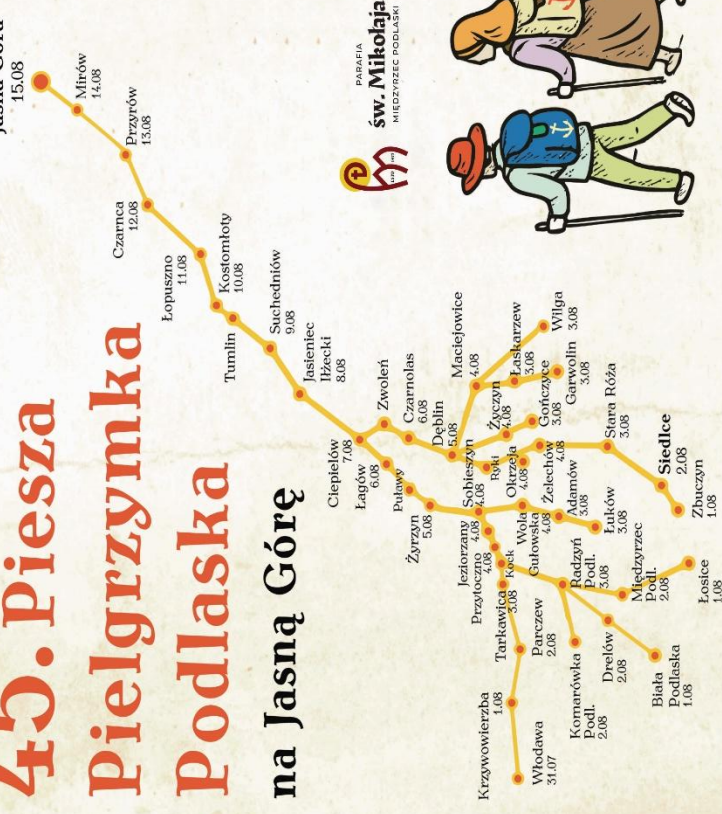 45. Piesza
Pielgrzymka
Podlaska
na Jasną Górę
15.08
Mirów
14.08
Przyrów
13.08
Czarnca
12.08
Łopuszno
11.08
Kostomłoty
10.08
Tumlin
Suchedniów
9.08
Jasieniec
Iłżecki
8.08
Ciepielów
7.08
Zwoleń
Czarnolas
6.08
Dęblin
5.08
Łagów
6.08
Puławy
Żyrzyn
5.08
Maciejowice
4.08
Wilga
3.08
Łaskarzew
3.08
Garwolin
3.08
Życzyn
4.08
Gończyce
3.08
Sobieszyn
4.08
Ryki
Okrzeja
4.08
Żelechów
4.08
Stara Róża
3.08
Siedlce
2.08
Zbuczyn
1.08
Jeziorzany
4.08
Wola
Gułowska
4.08
Adamów
3.08
Łuków
3.08
Przytoczno
4.08
Kock
Tarkawica
3.08
Radzyń
Podl.
3.08
Międzyrzec
Podl.
2.08
Łosice
1.08
Parczew
2.08
Komarówka
Podl.
2.08
Drelów
2.08
Biała
Podlaska
1.08
Krzywowierzba
1.08
Włodawa
31.07
PARAFIA
św. Mikołaja
MIĘDZYRZEC PODLASKI